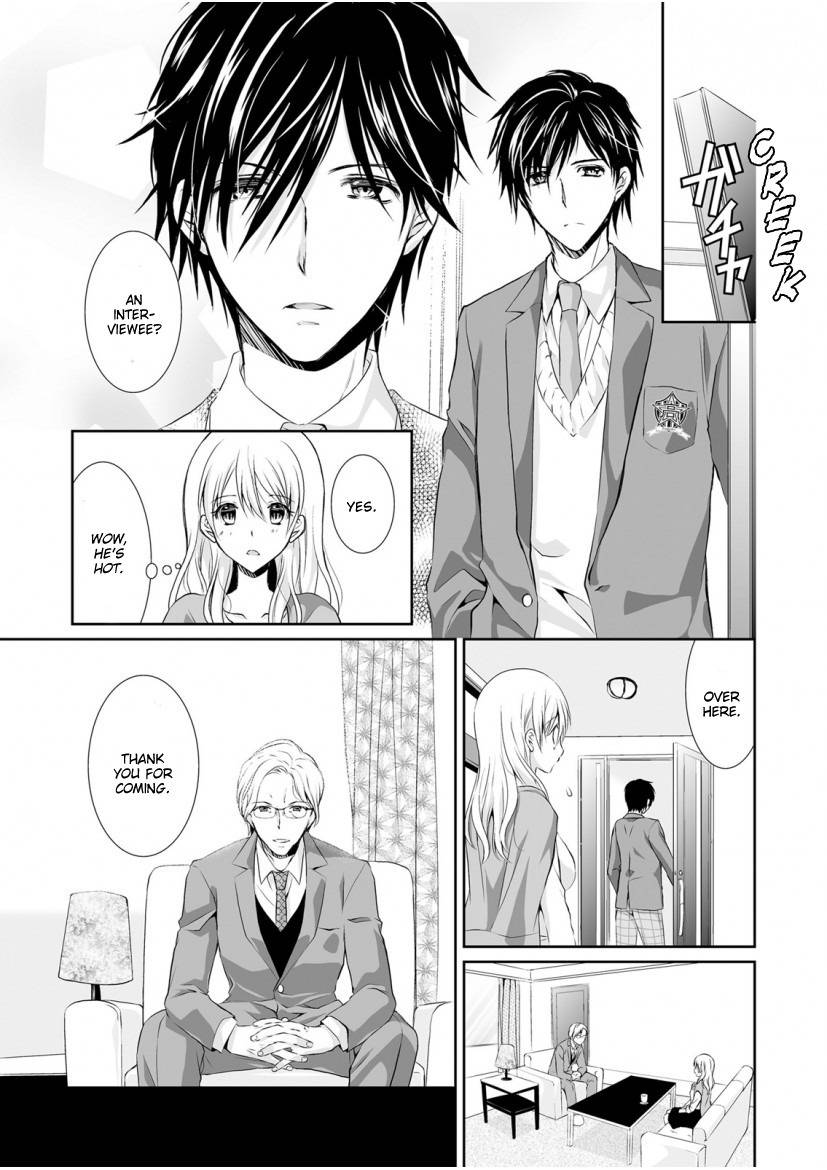 ガチャ
CREEK
AN
INTER-
VIEWEE?
YES.
WOW,
HE'S
HOT.
OVER
HERE.
THANK
YOU FOR
COMING.